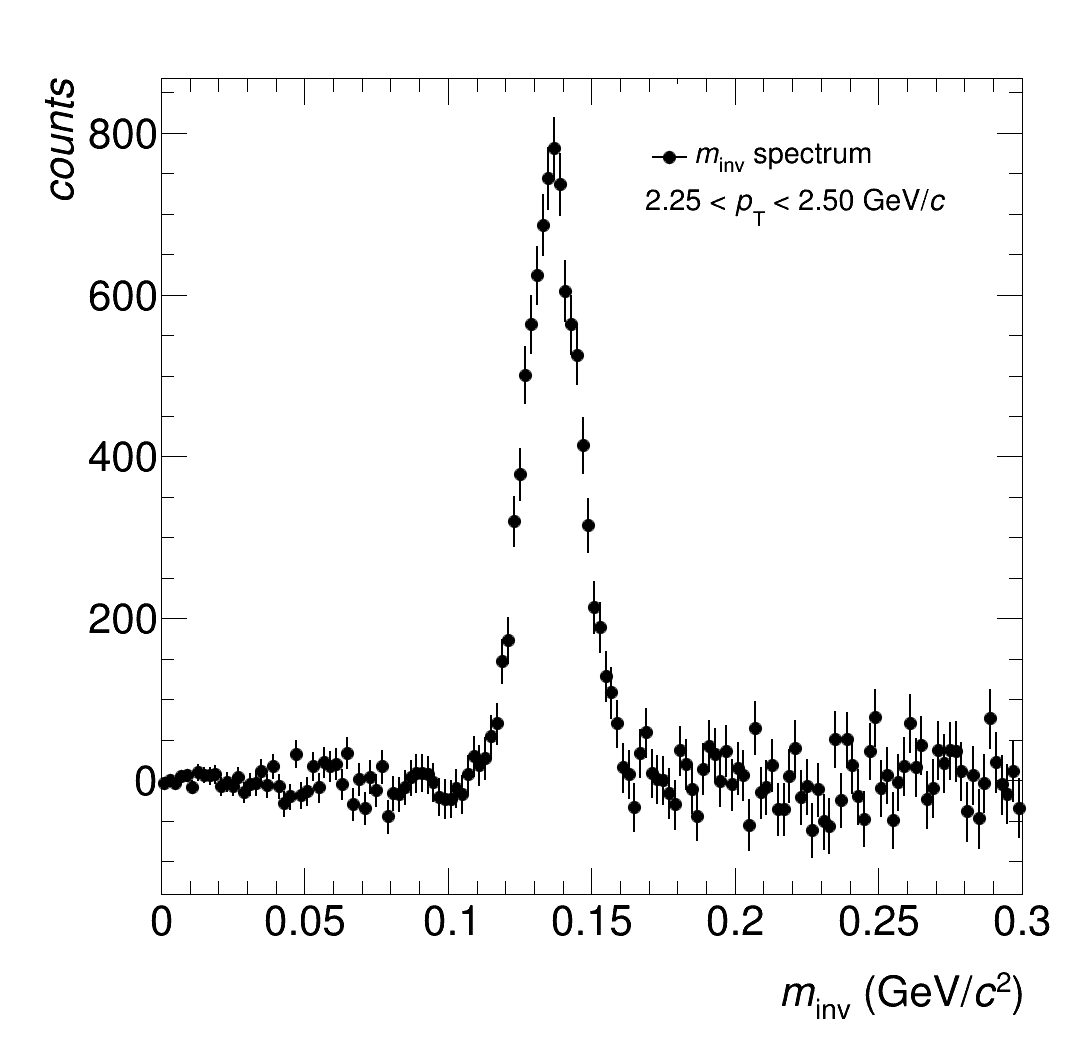 counts
800
600
400
200
0
m_inv spectrum
2.25 < p_T < 2.50 GeV/c
0 0.05 0.1 0.15 0.2 0.25 0.3
m_inv (GeV/c²)